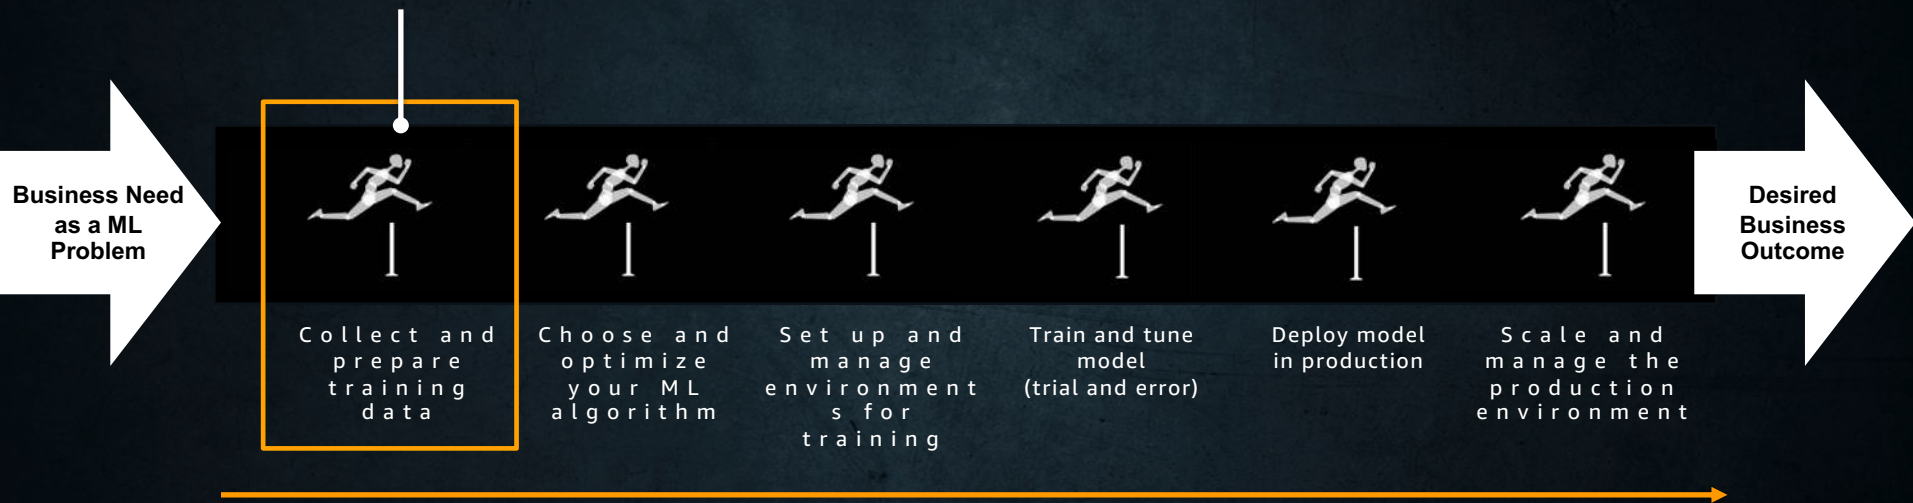 Business Need
as a ML
Problem
Collect and
prepare
training
data
Choose and
optimize
your ML
algorithm
Set up and
manage
environment
s for
training
Train and tune
model
(trial and error)
Deploy model
in production
Scale and
manage the
production
environment
Desired
Business
Outcome